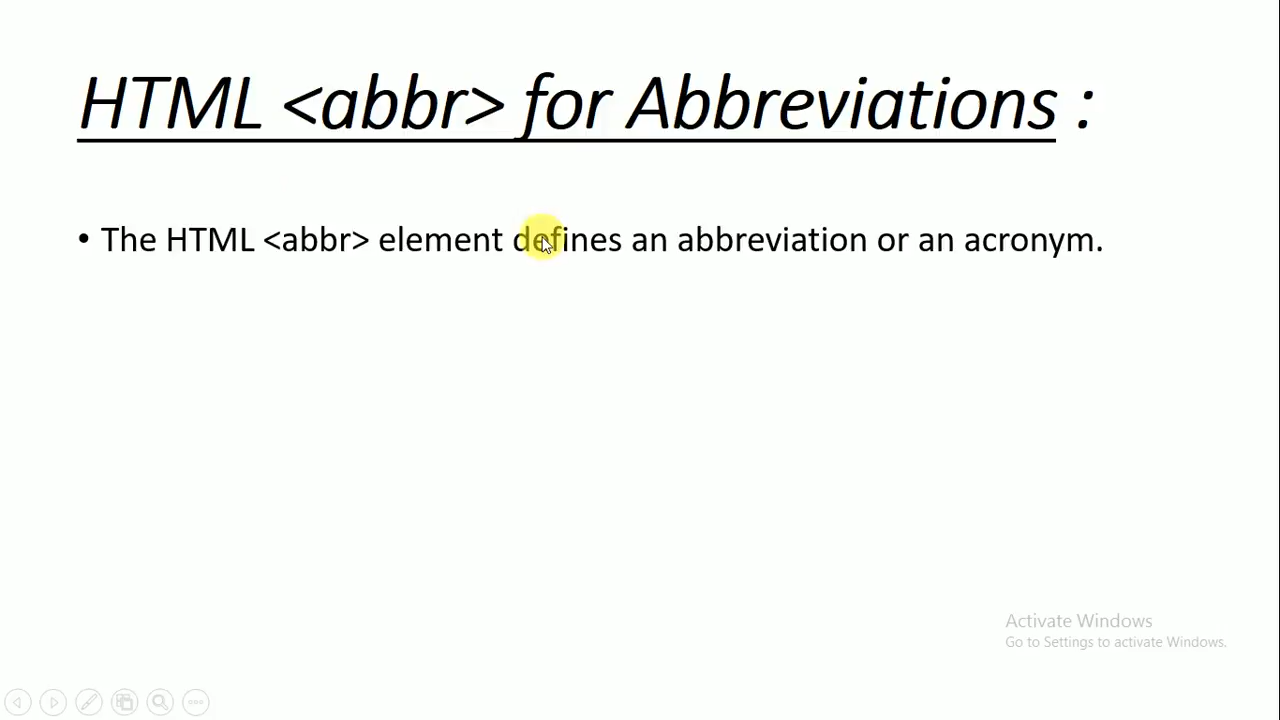 HTML <abbr> for Abbreviations :
• The HTML <abbr> element defines an abbreviation or an acronym.
Activate Windows
Go to Settings to activate Windows.